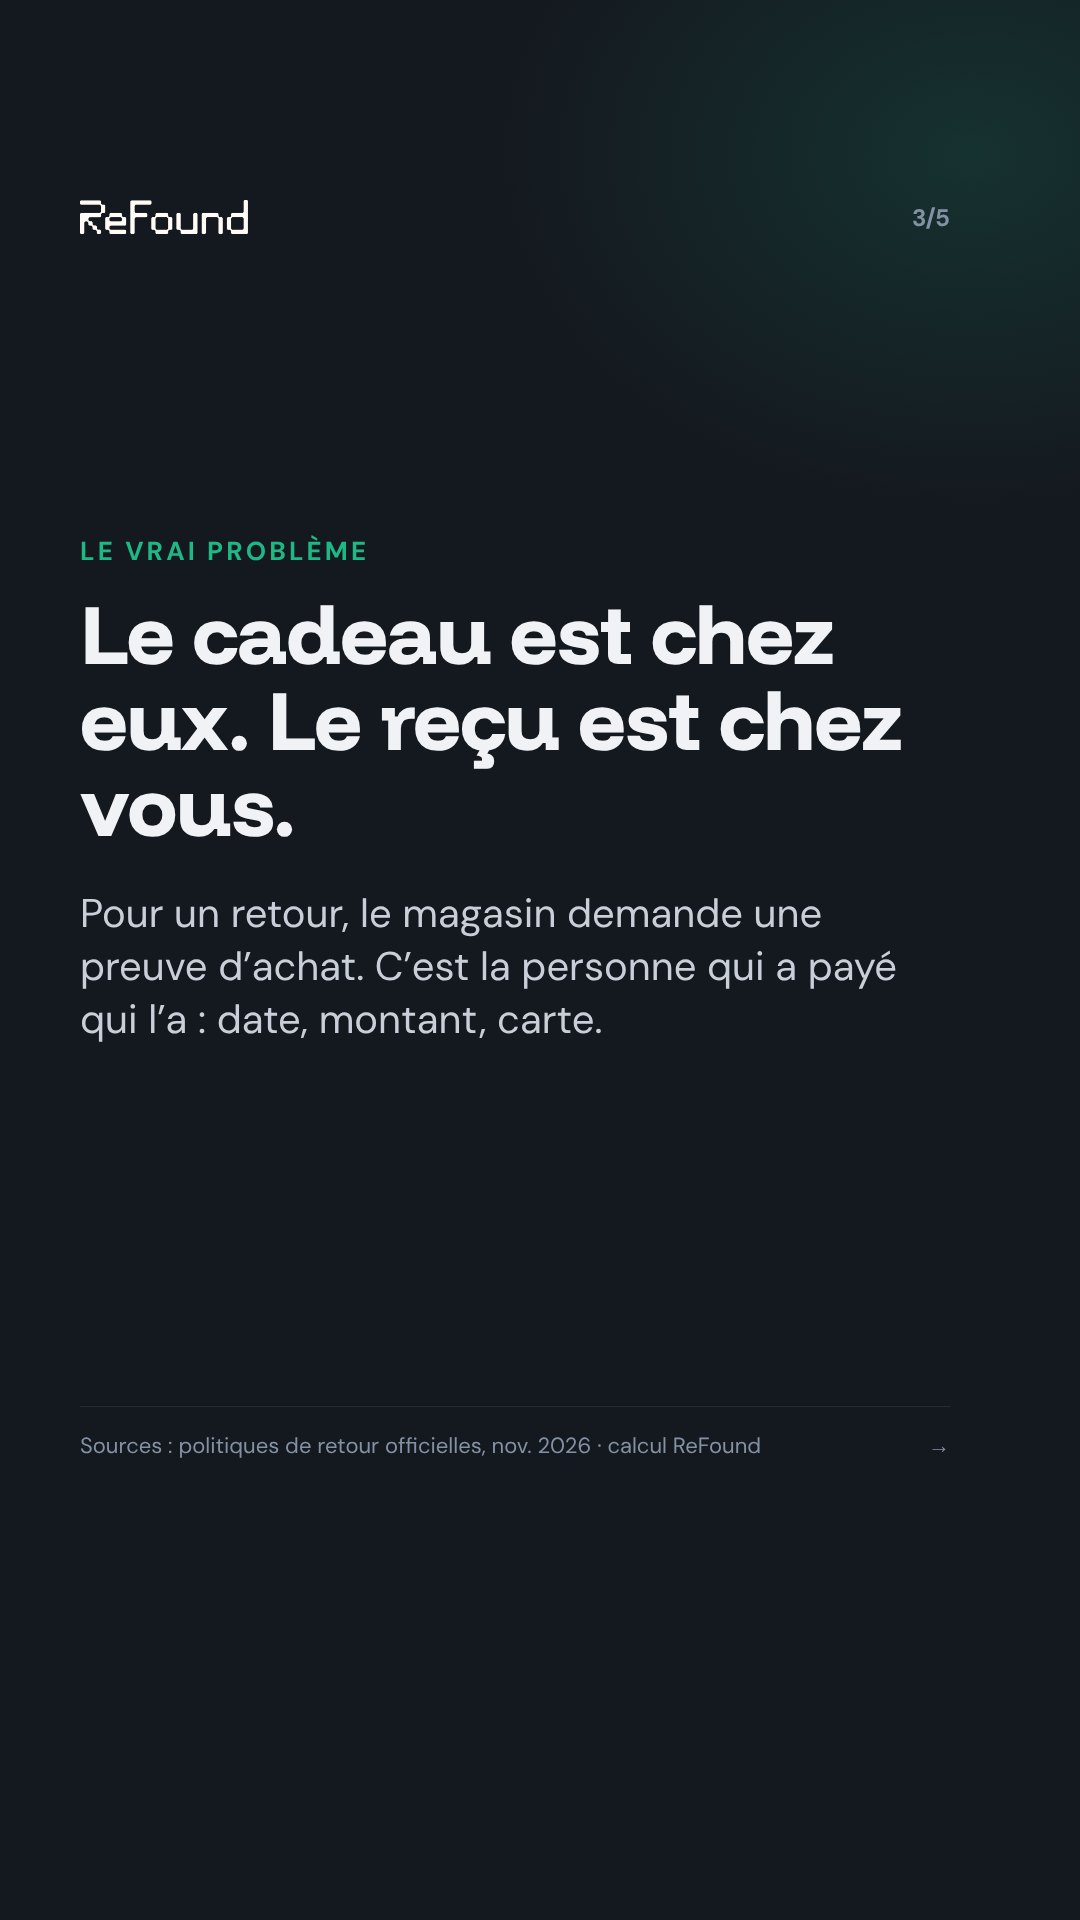 ReFound
3/5
LE VRAI PROBLÈME
Le cadeau est chez
eux. Le reçu est chez
vous.
Pour un retour, le magasin demande une
preuve d’achat. C’est la personne qui a payé
qui l’a : date, montant, carte.
Sources : politiques de retour officielles, nov. 2026 · calcul ReFound →